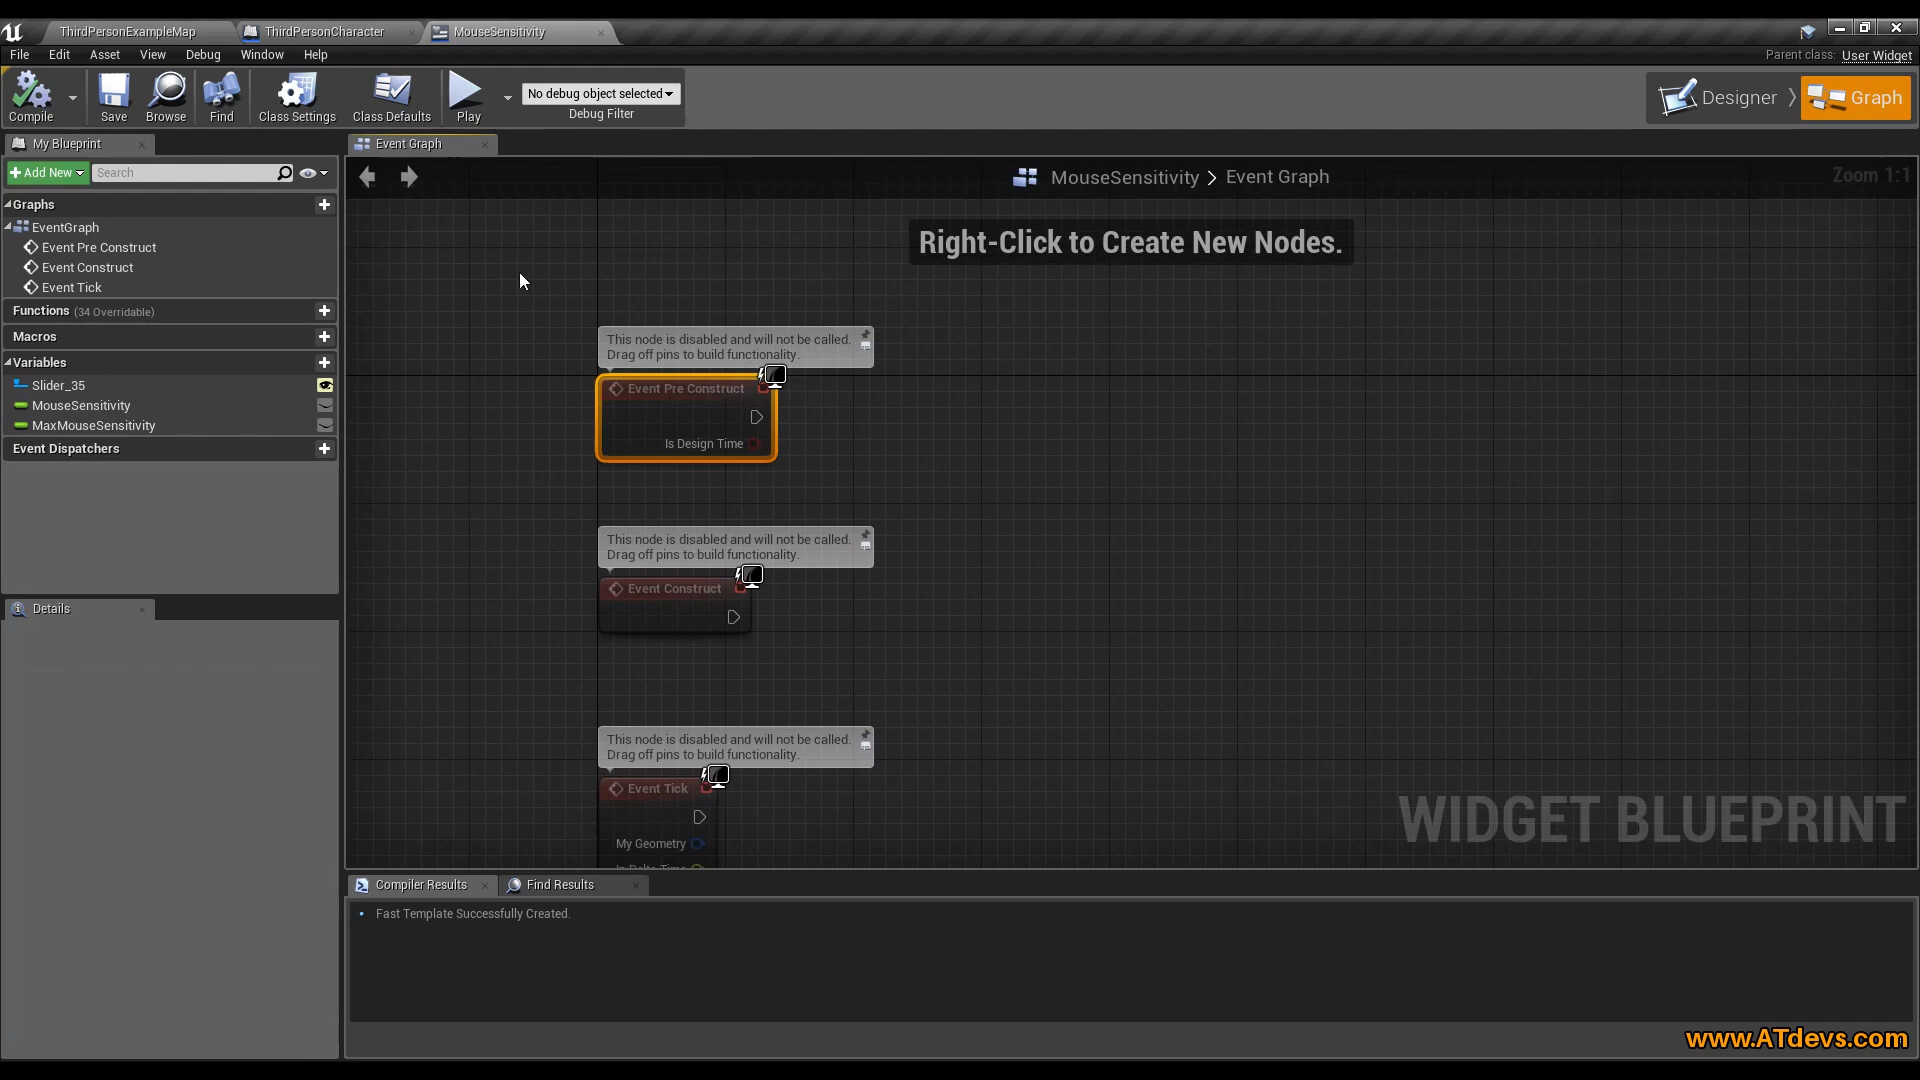 ThirdPersonExampleMap
ThirdPersonCharacter
MouseSensitivity
File Edit Asset View Window Debug Window Help
Parent class: User Widget
Compile
Save
Browse
Find
Class Settings
Class Defaults
Play
No debug object selected
Debug Filter
Designer
Graph
My Blueprint
Event Graph
Add New
Search
MouseSensitivity > Event Graph
Zoom 1:1
Graphs
EventGraph
Event Pre Construct
Event Construct
Event Tick
Functions (34 Overridable)
Macros
Variables
Slider_35
MouseSensitivity
MaxMouseSensitivity
Event Dispatchers
Details
Right-Click to Create New Nodes.
This node is disabled and will not be called.
Drag off pins to build functionality.
Event Pre Construct
Is Design Time
This node is disabled and will not be called.
Drag off pins to build functionality.
Event Construct
This node is disabled and will not be called.
Drag off pins to build functionality.
Event Tick
My Geometry
In Delta Time
WIDGET BLUEPRINT
Compiler Results
Find Results
Fast Template Successfully Created.
www.ATdevs.com